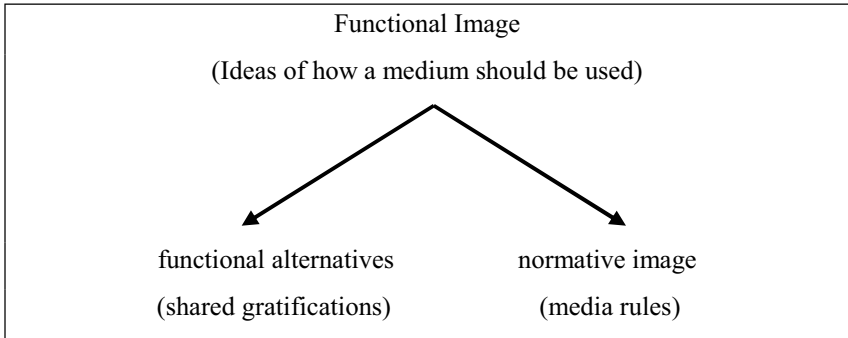 Functional Image
(Ideas of how a medium should be used)
functional alternatives normative image
(shared gratifications) (media rules)